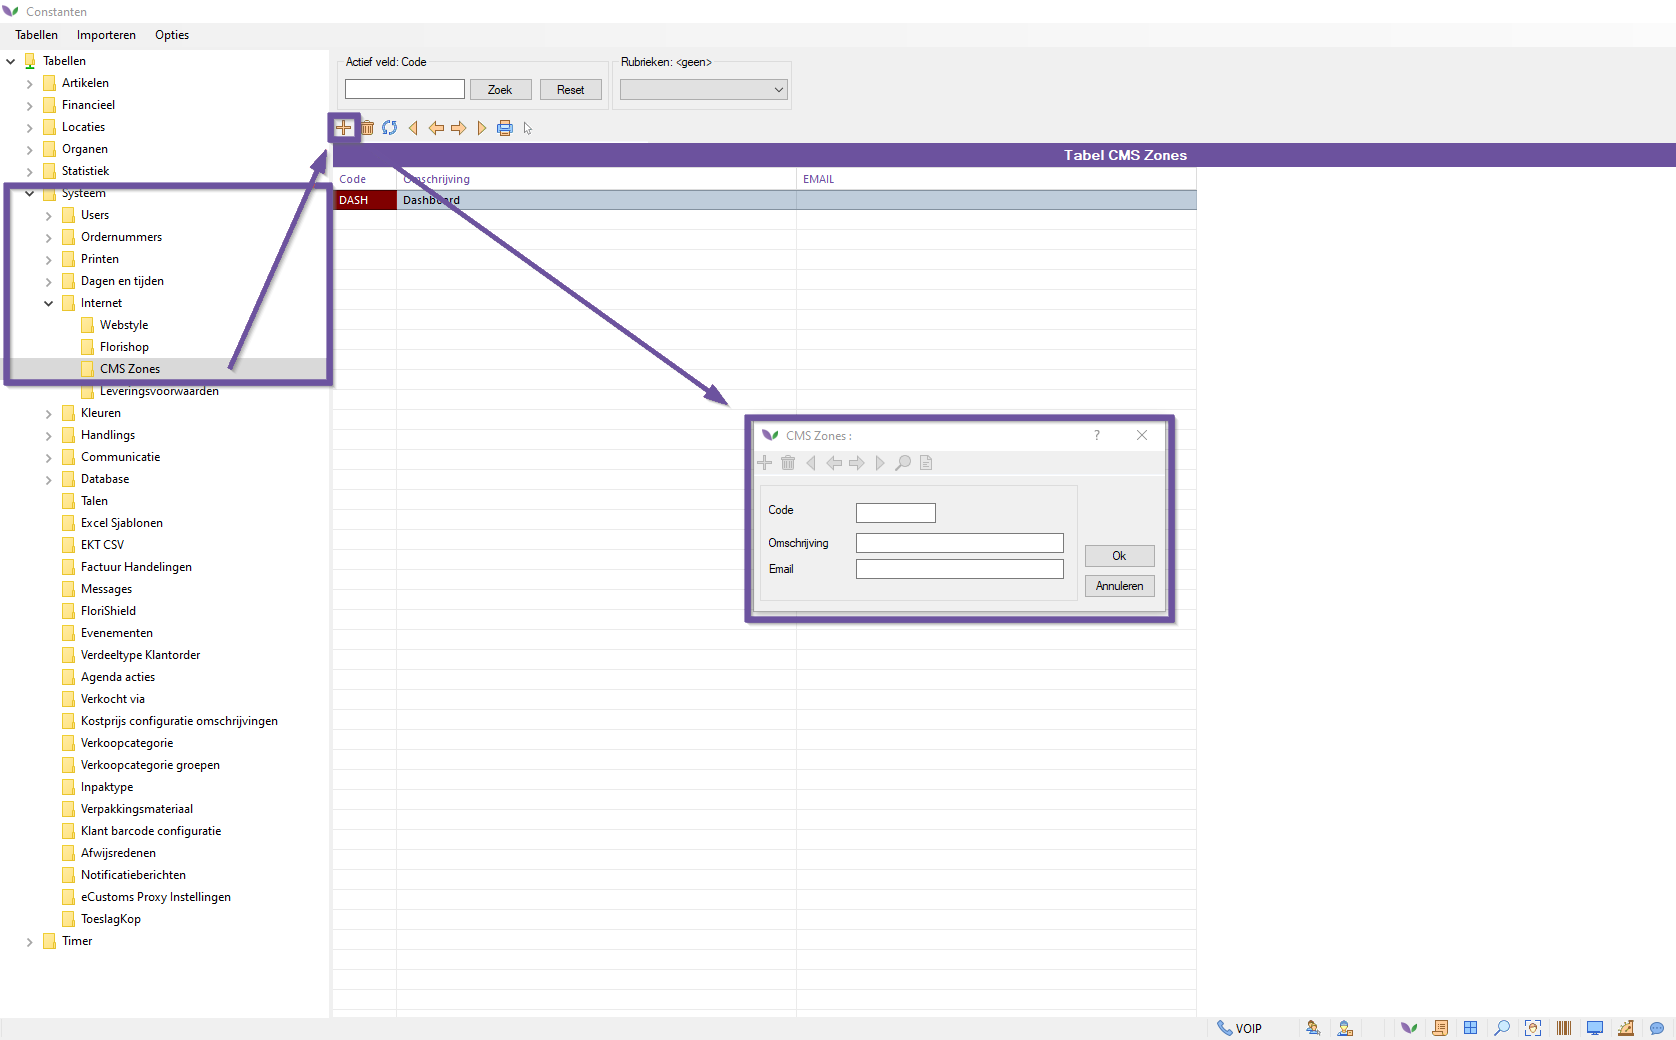 Constanten
Tabellen Importeren Opties
Tabellen
Artikelen
Financieel
Locaties
Organen
Statistiek
Systeem
Users
Ordernummers
Printen
Dagen en tijden
Internet
Webstyle
Florishop
CMS Zones
Leveringsvoorwaarden
Kleuren
Handlings
Communicatie
Database
Talen
Excel Sjablonen
EKT CSV
Factuur Handelingen
Messages
FloriShield
Evenementen
Verdeeltype Klantorder
Agenda acties
Verkocht via
Kostprijs configuratie omschrijvingen
Verkoopcategorie
Verkoopcategorie groepen
Inpaktype
Verpakkingsmateriaal
Klant barcode configuratie
Afwijsredenen
Notificatieberichten
eCustoms Proxy Instellingen
ToeslagKop
Timer
Actief veld: Code
Zoek Reset
Rubrieken: <geen>
Tabel CMS Zones
Code Omschrijving EMAIL
DASH Dashboard
CMS Zones : ?
Code
Omschrijving
Email
Ok
Annuleren
VOIP